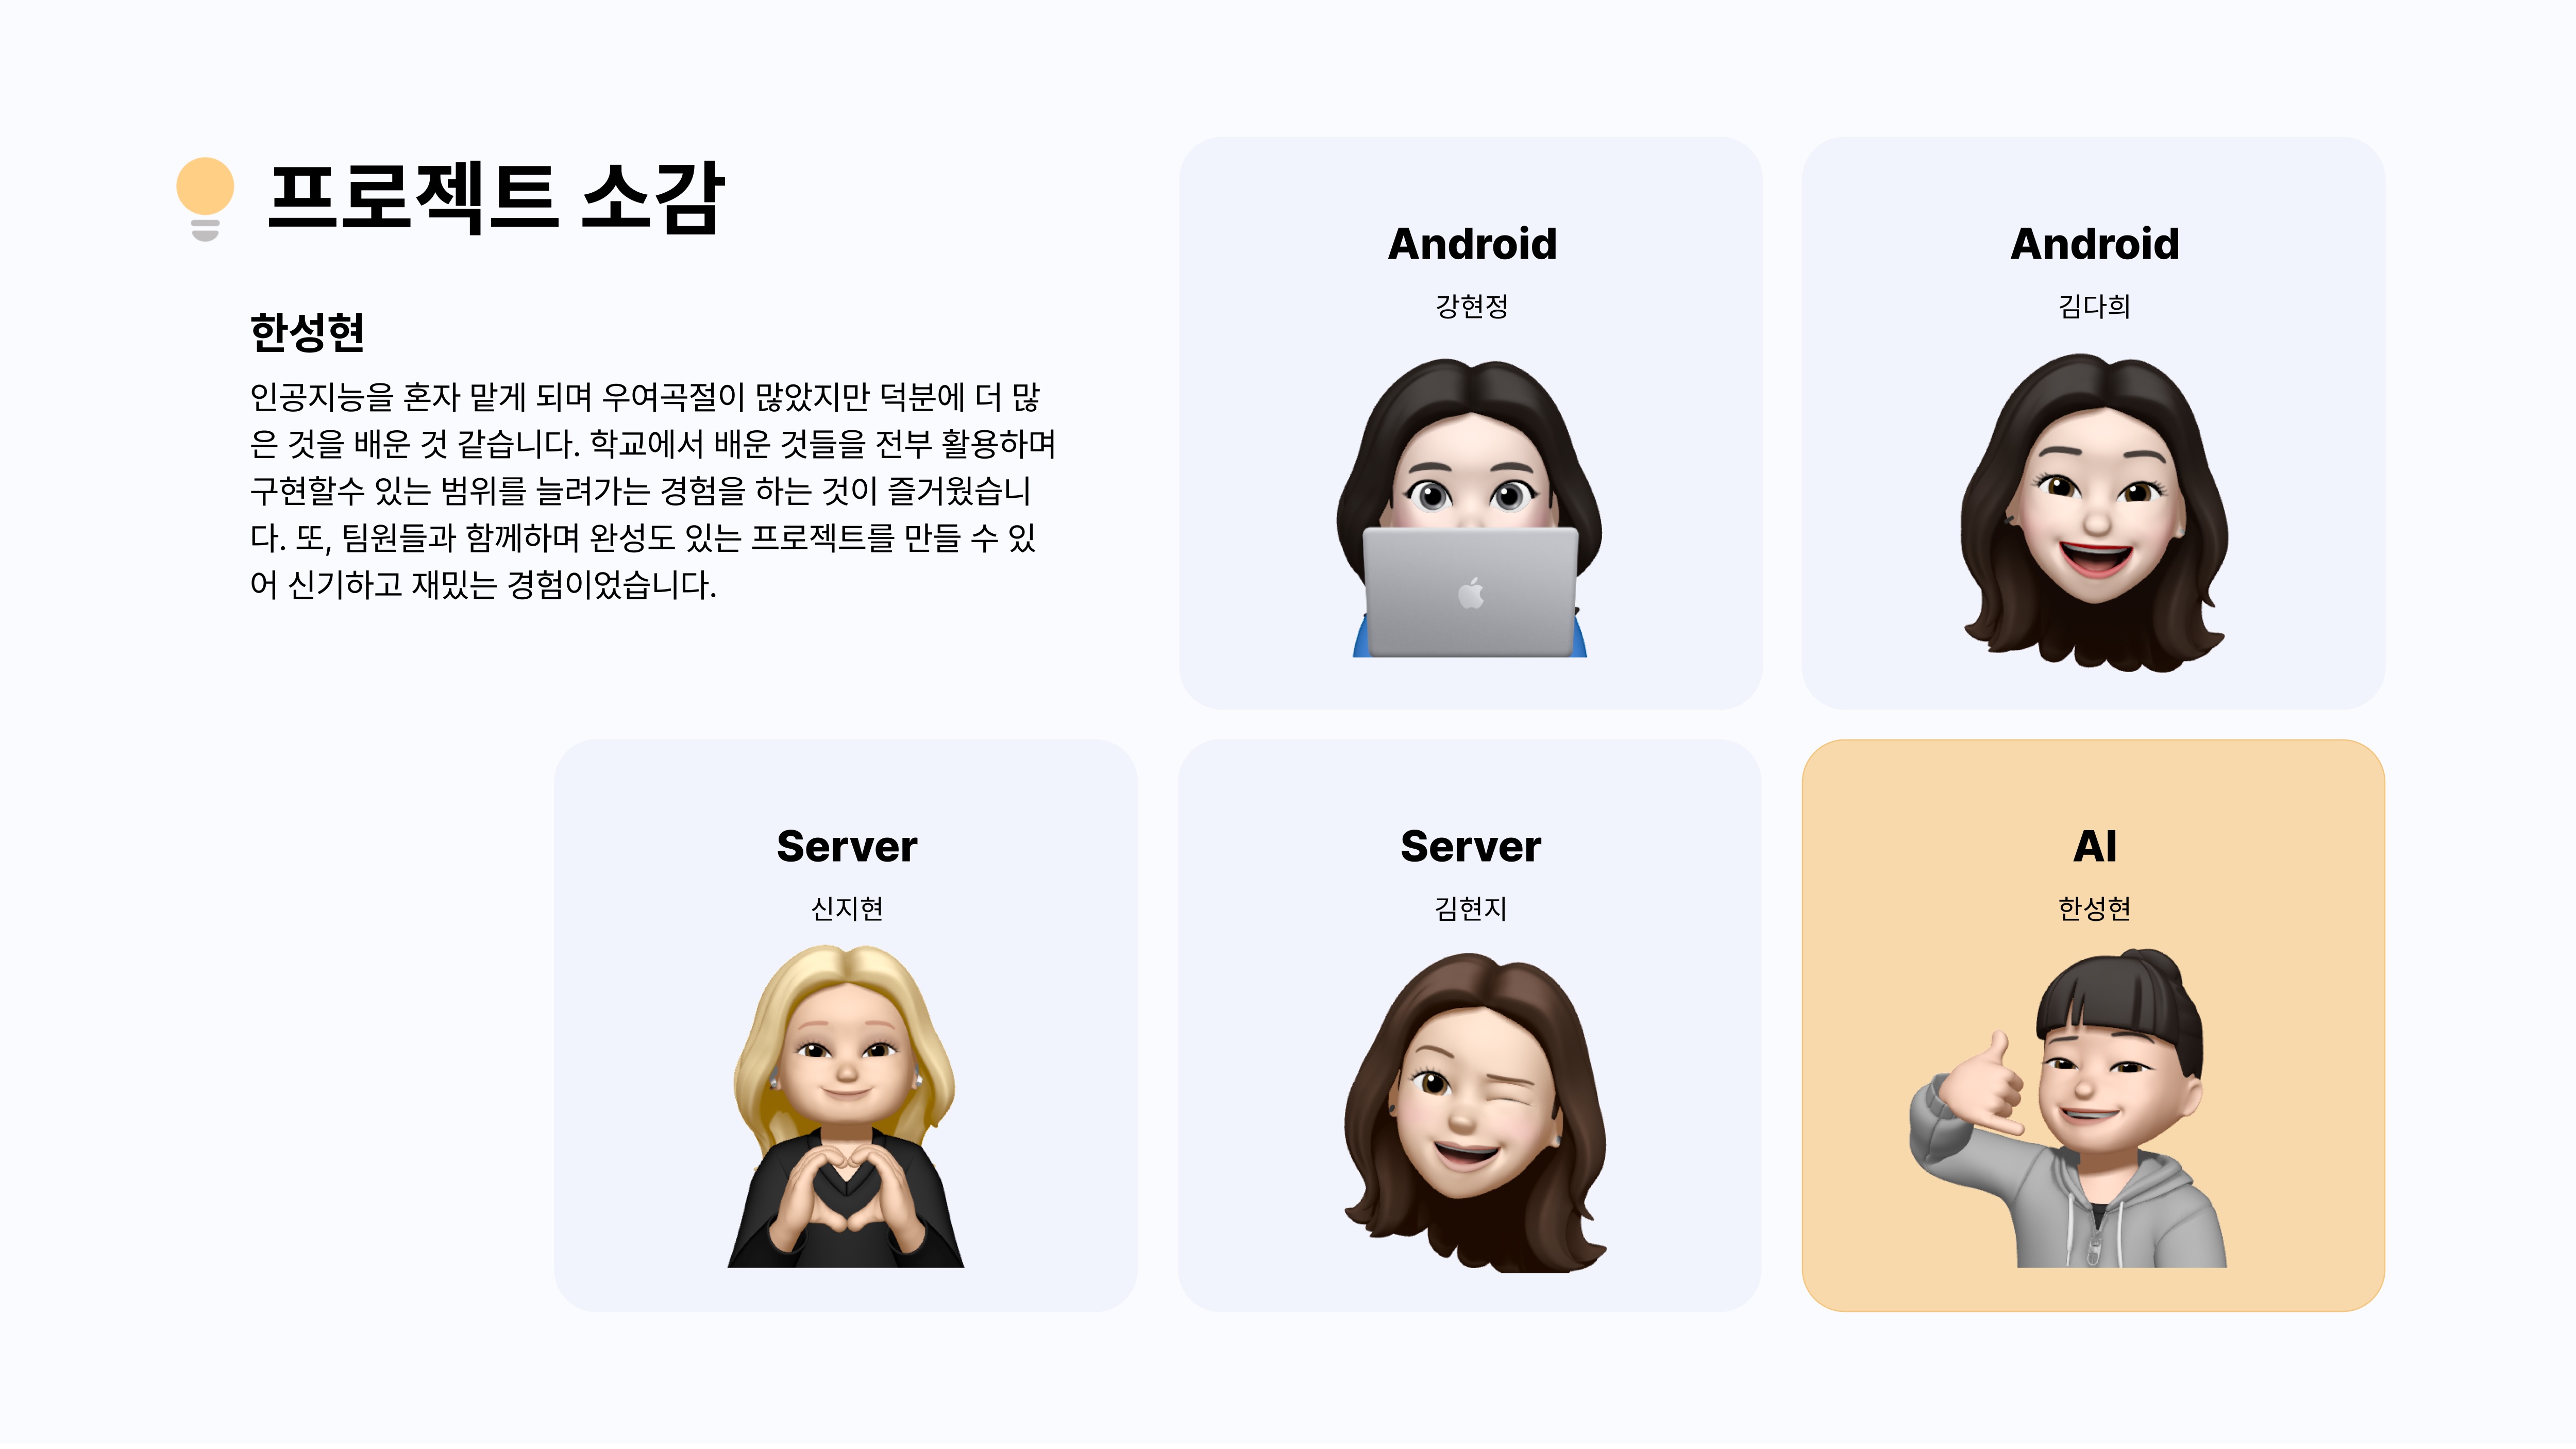 프로젝트 소감
한성현
인공지능을 혼자 맡게 되며 우여곡절이 많았지만 덕분에 더 많
은 것을 배운 것 같습니다. 학교에서 배운 것들을 전부 활용하며
구현할수 있는 범위를 늘려가는 경험을 하는 것이 즐거웠습니
다. 또, 팀원들과 함께하며 완성도 있는 프로젝트를 만들 수 있
어 신기하고 재밌는 경험이었습니다.
Android
강현정
Android
김다희
Server
신지현
Server
김현지
AI
한성현